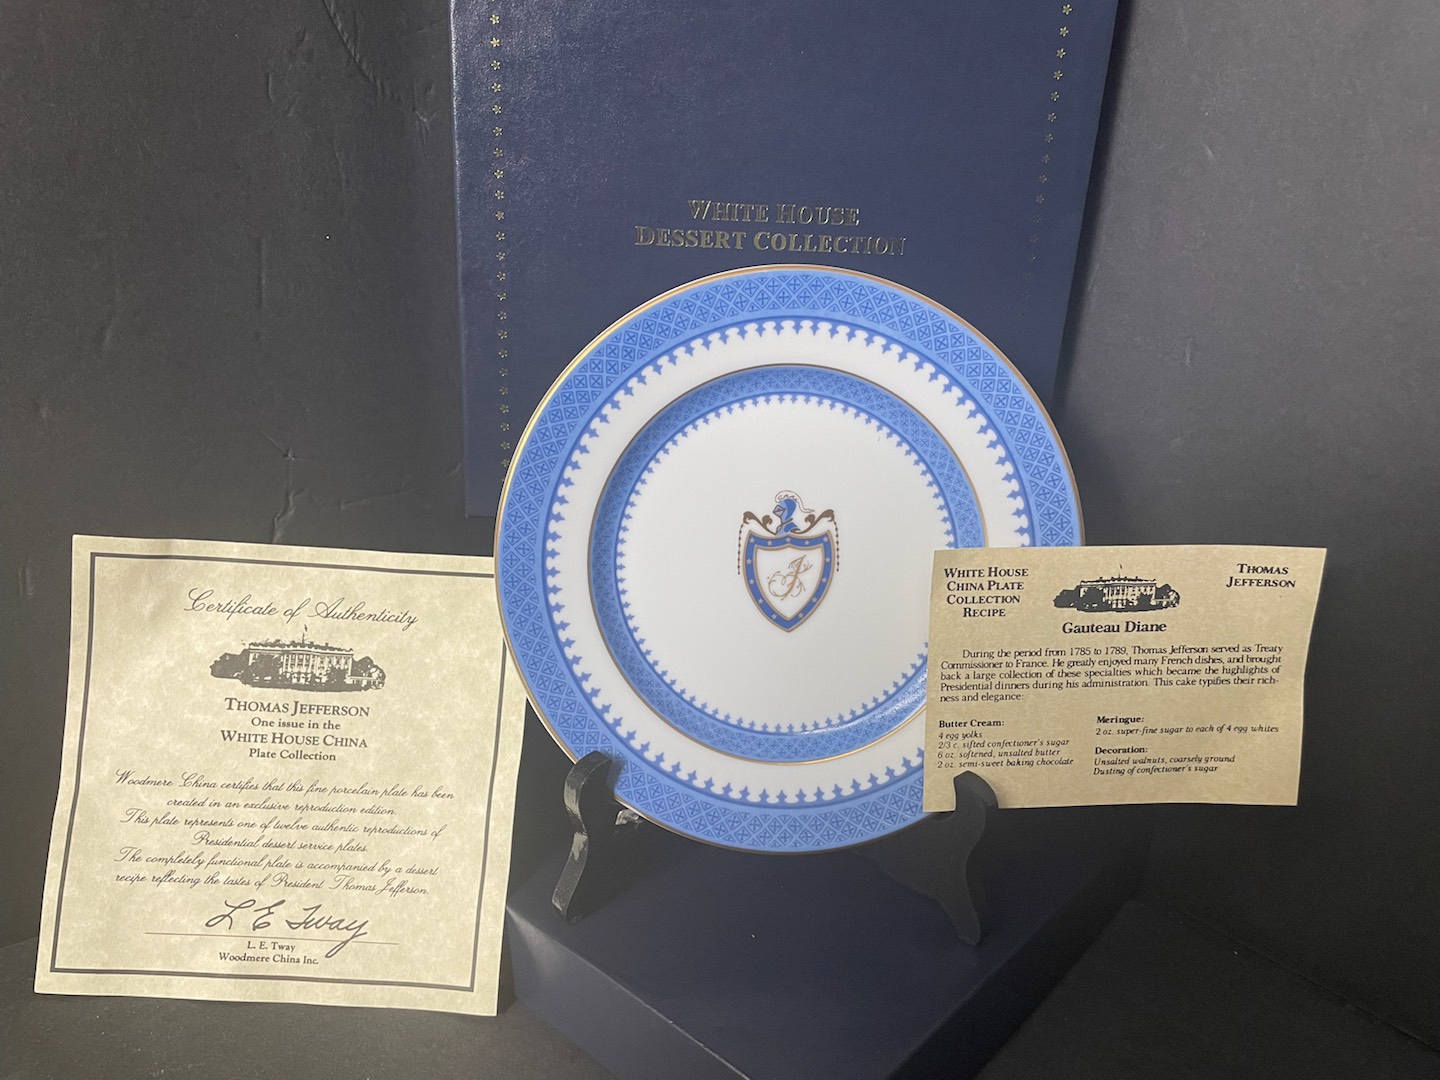 WHITE HOUSE
DESSERT COLLECTION
J
Certificate of Authenticity
THOMAS JEFFERSON
One issue in the
WHITE HOUSE CHINA
Plate Collection
Woodmere China certifies that this fine porcelain plate has been
created in an exclusive reproduction edition.
This plate represents one of twelve authentic reproductions of
Presidential dessert service plates.
The completely functional plate is accompanied by a dessert
recipe reflecting the tastes of President Thomas Jefferson.
L E Tway
L. E. Tway
Woodmere China Inc.
WHITE HOUSE
CHINA PLATE
COLLECTION
RECIPE
THOMAS
JEFFERSON
Gauteau Diane
During the period from 1785 to 1789, Thomas Jefferson served as Treaty
Commissioner to France. He greatly enjoyed many French dishes, and brought
back a large collection of these specialties which became the highlights of
Presidential dinners during his administration. This cake typifies their rich-
ness and elegance:
Butter Cream:
4 egg yolks
2/3 c. sifted confectioner's sugar
6 oz. softened, unsalted butter
2 oz. semi-sweet baking chocolate
Meringue:
2 oz. super-fine sugar to each of 4 egg whites
Decoration:
Unsalted walnuts, coarsely ground
Dusting of confectioner's sugar